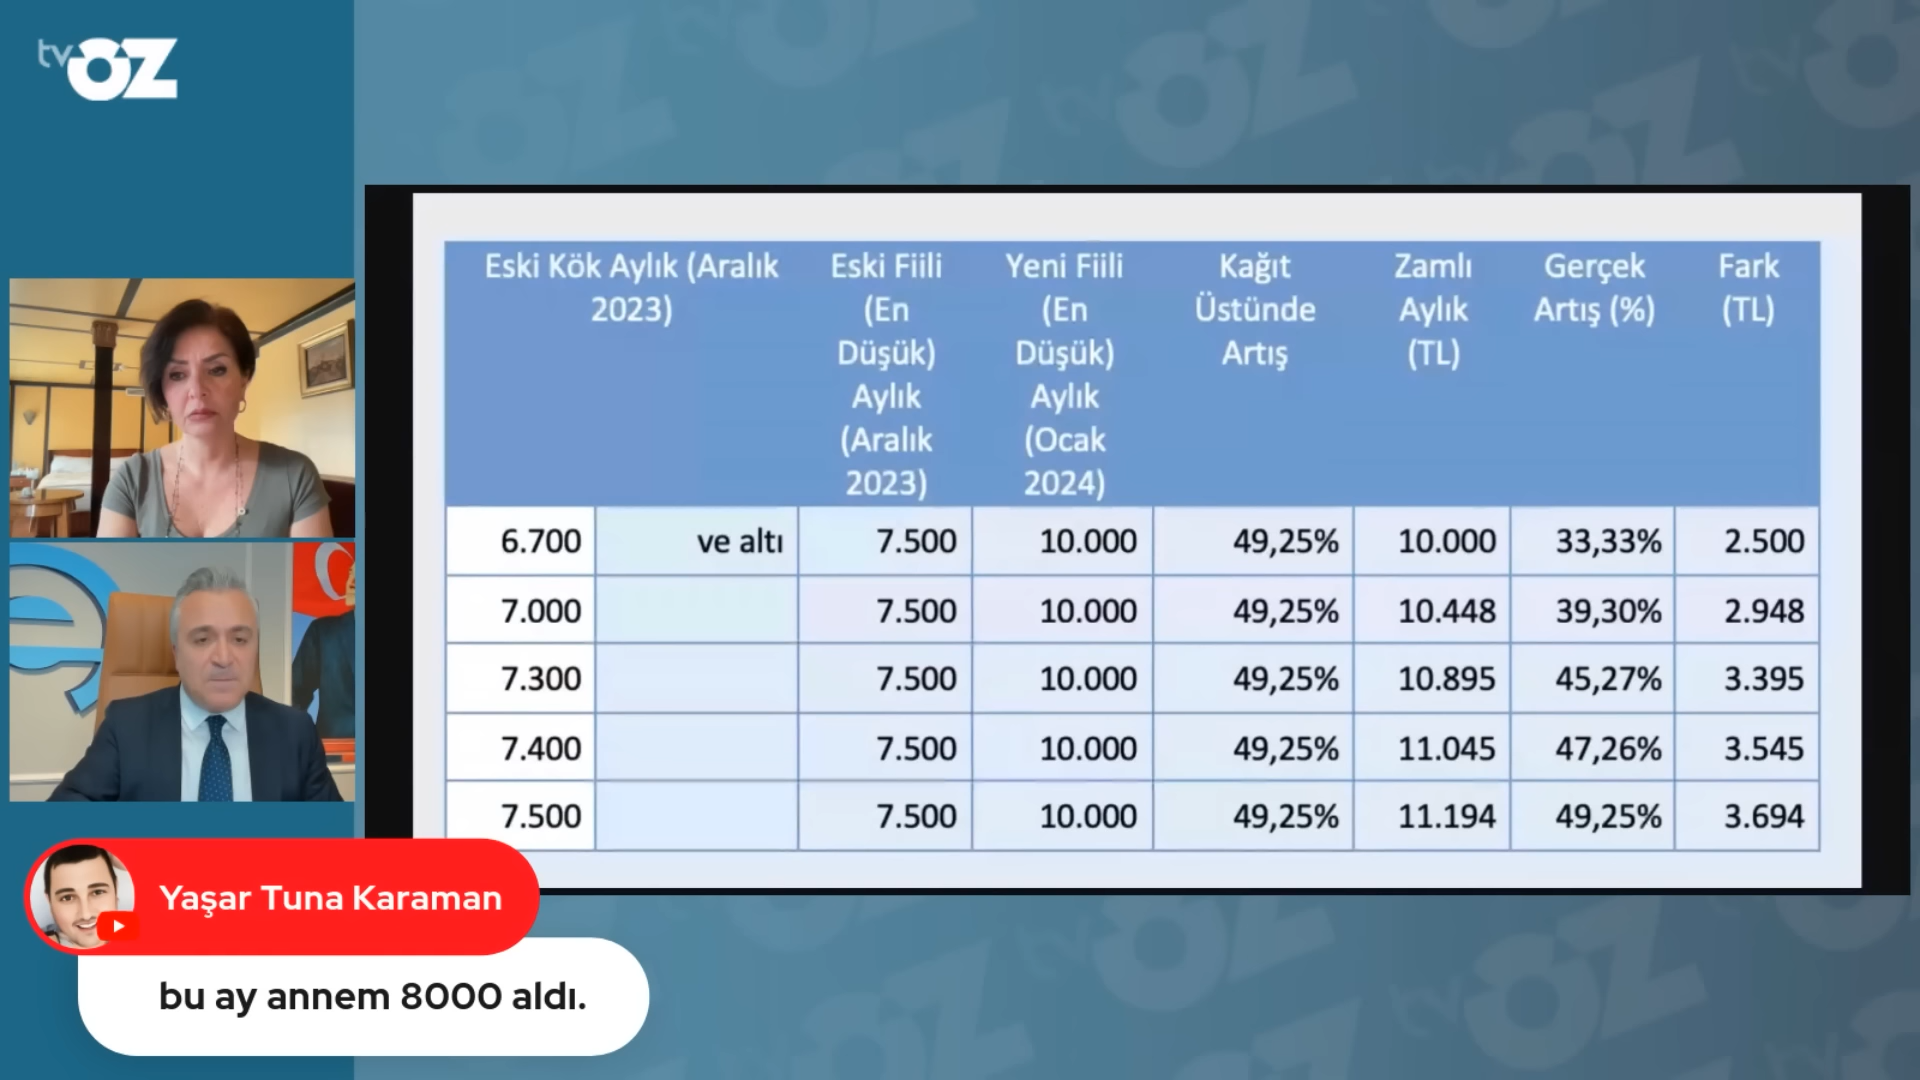 tv ÖZ
Eski Kök Aylık (Aralık
2023)
Eski Fiili
(En
Düşük)
Aylık
(Aralık
2023)
Yeni Fiili
(En
Düşük)
Aylık
(Ocak
2024)
Kağıt
Üstünde
Artış
Zamlı
Aylık
(TL)
Gerçek
Artış (%)
Fark
(TL)
6.700 ve altı 7.500 10.000 49,25% 10.000 33,33% 2.500
7.000 7.500 10.000 49,25% 10.448 39,30% 2.948
7.300 7.500 10.000 49,25% 10.895 45,27% 3.395
7.400 7.500 10.000 49,25% 11.045 47,26% 3.545
7.500 7.500 10.000 49,25% 11.194 49,25% 3.694
Yaşar Tuna Karaman
bu ay annem 8000 aldı.